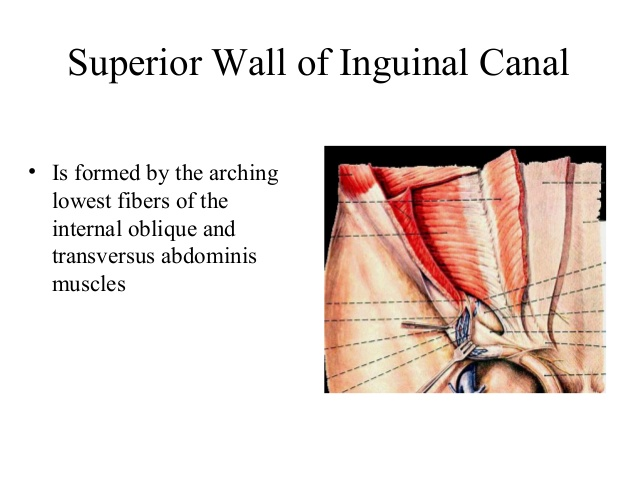 Superior Wall of Inguinal Canal
• Is formed by the arching
lowest fibers of the
internal oblique and
transversus abdominis
muscles